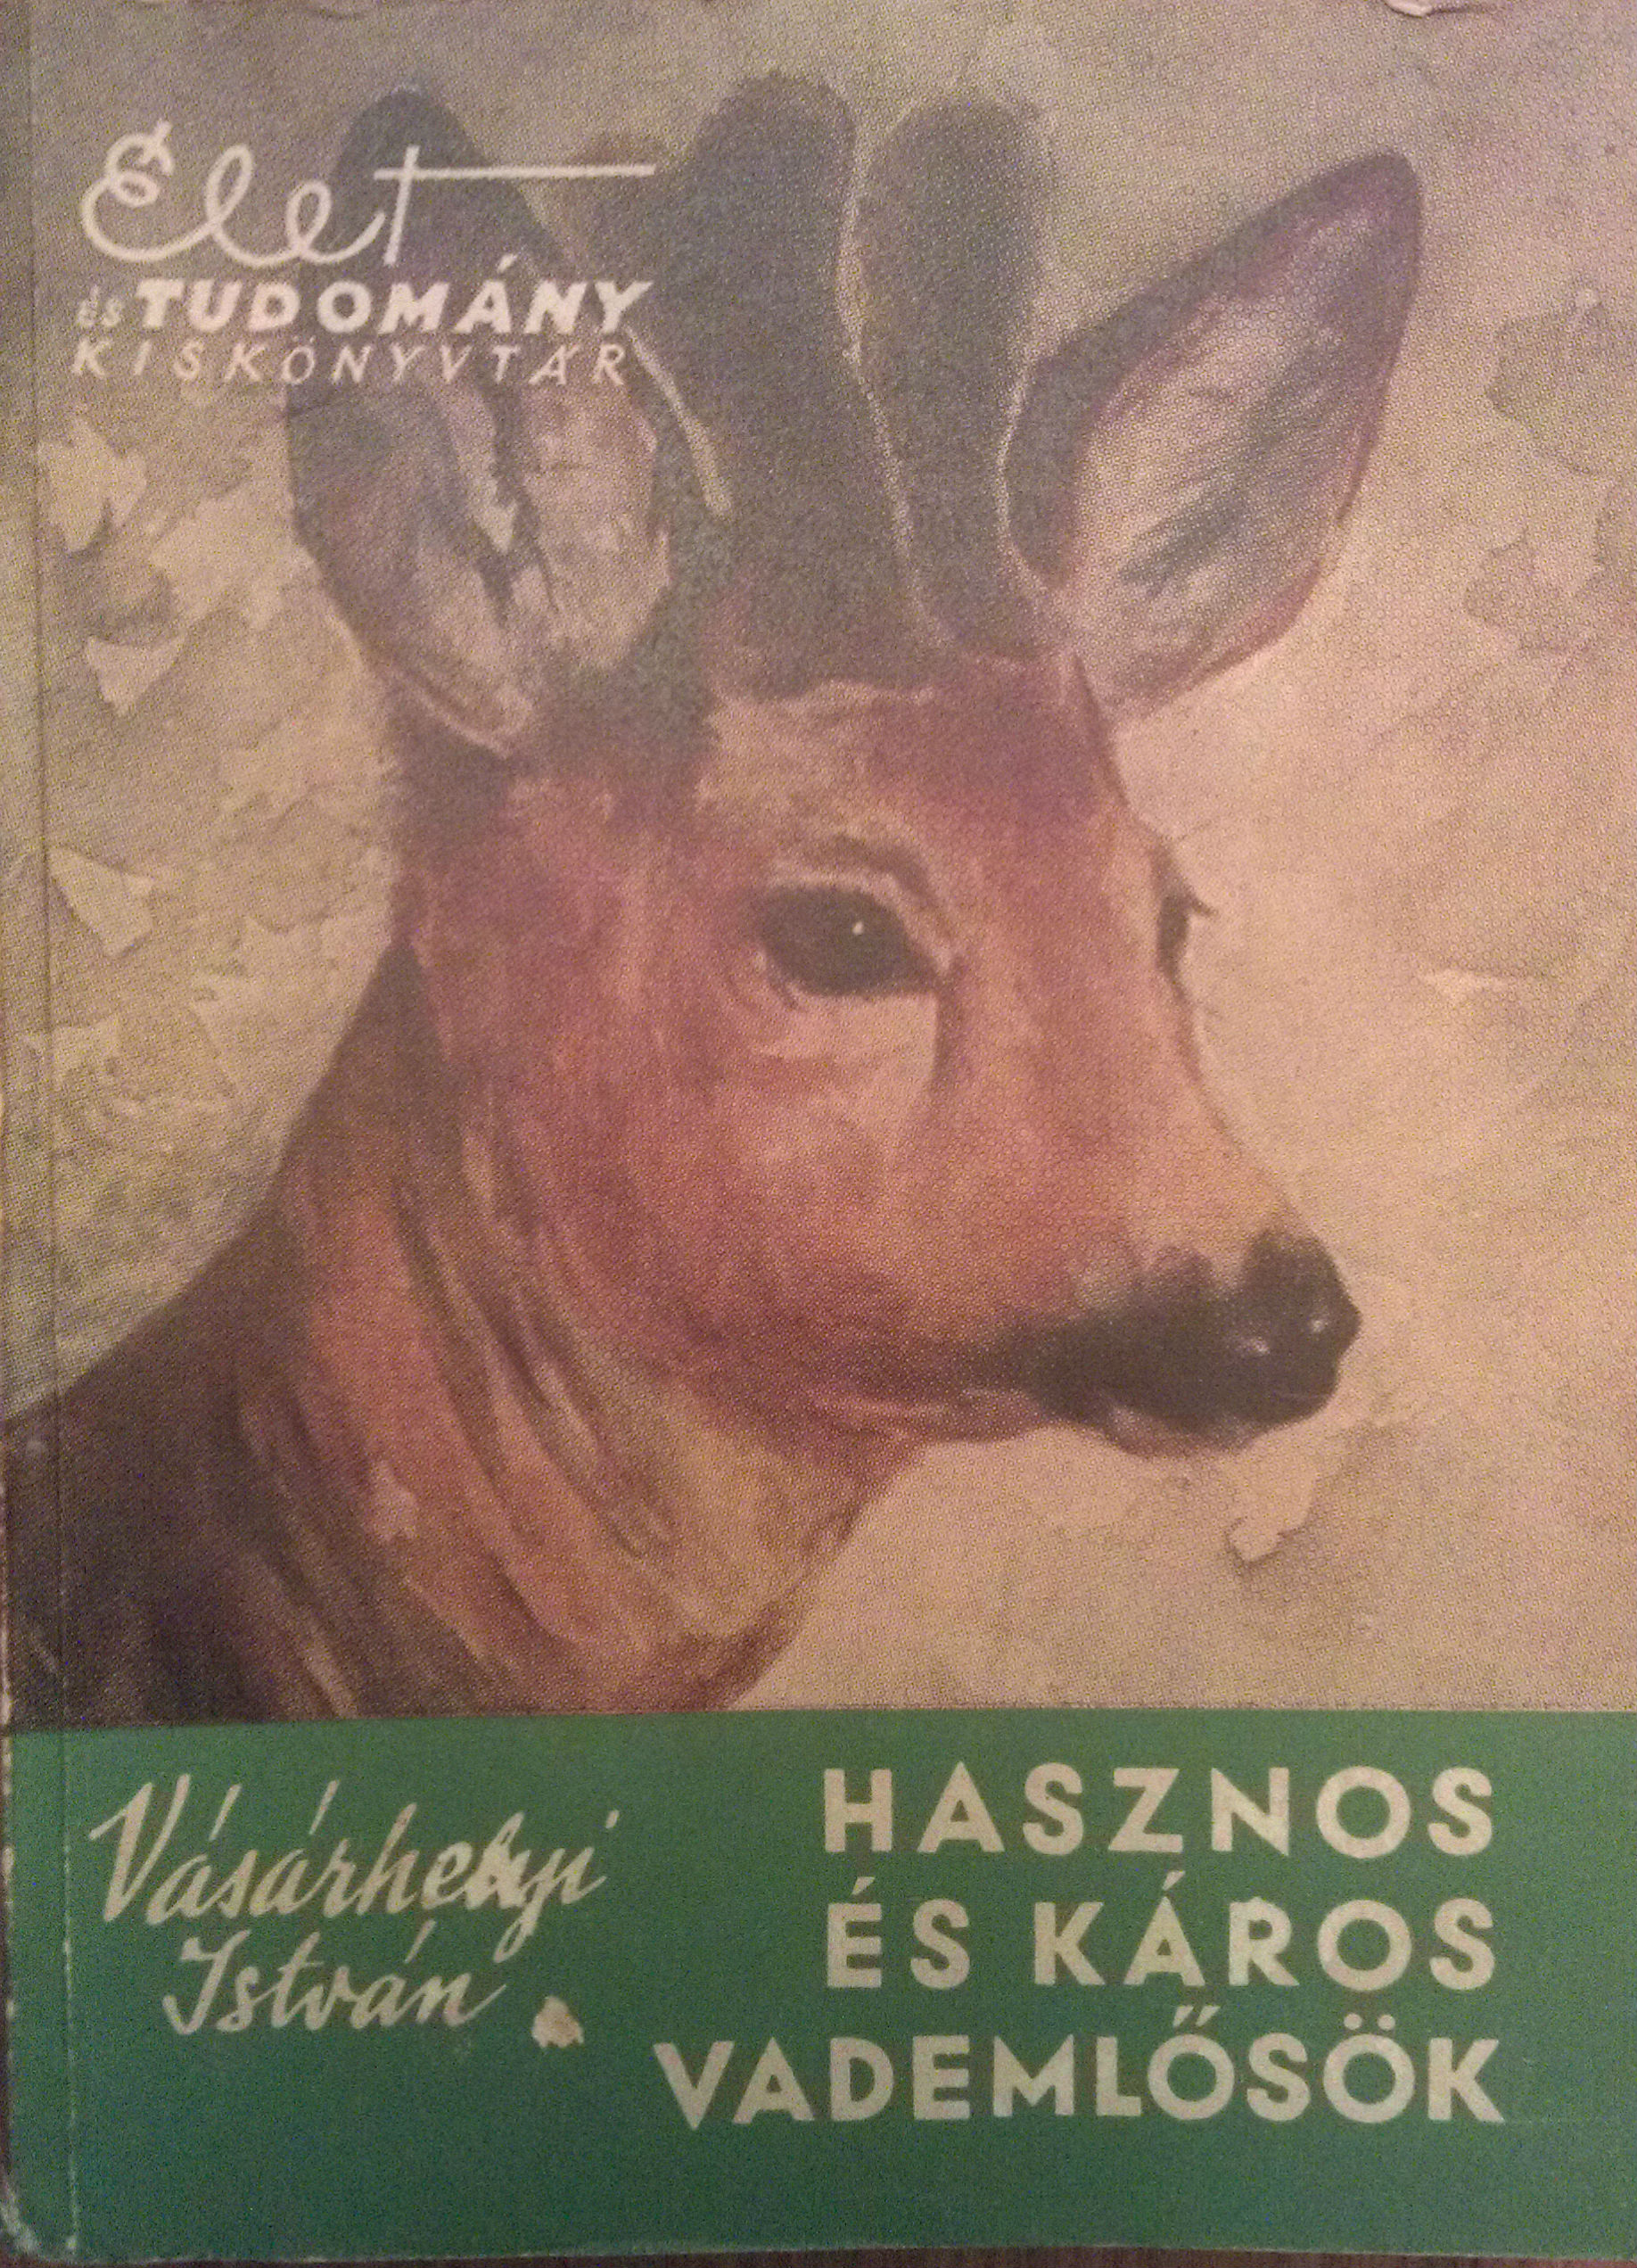 Élet
és TUDOMÁNY
KISKÖNYVTÁR
Vásárhelyi
István
HASZNOS
ÉS KÁROS
VADEMLŐSÖK